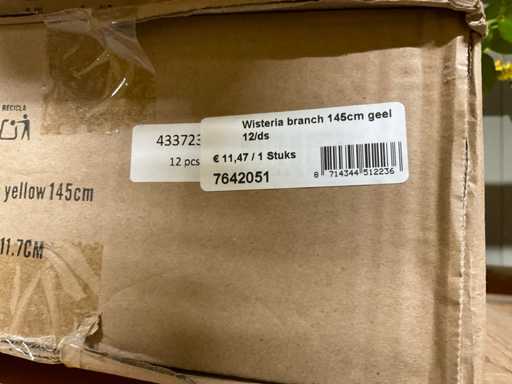 RECICLA
yellow 145cm
11.7CM
433723
12 pcs
Wisteria branch 145cm geel
12/ds
€ 11,47 / 1 Stuks
7642051
8 714344 512236